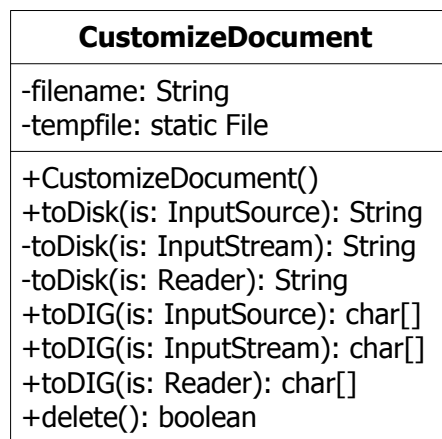 CustomizeDocument
-filename: String
-tempfile: static File
+CustomizeDocument()
+toDisk(is: InputSource): String
-toDisk(is: InputStream): String
-toDisk(is: Reader): String
+toDIG(is: InputSource): char[]
+toDIG(is: InputStream): char[]
+toDIG(is: Reader): char[]
+delete(): boolean